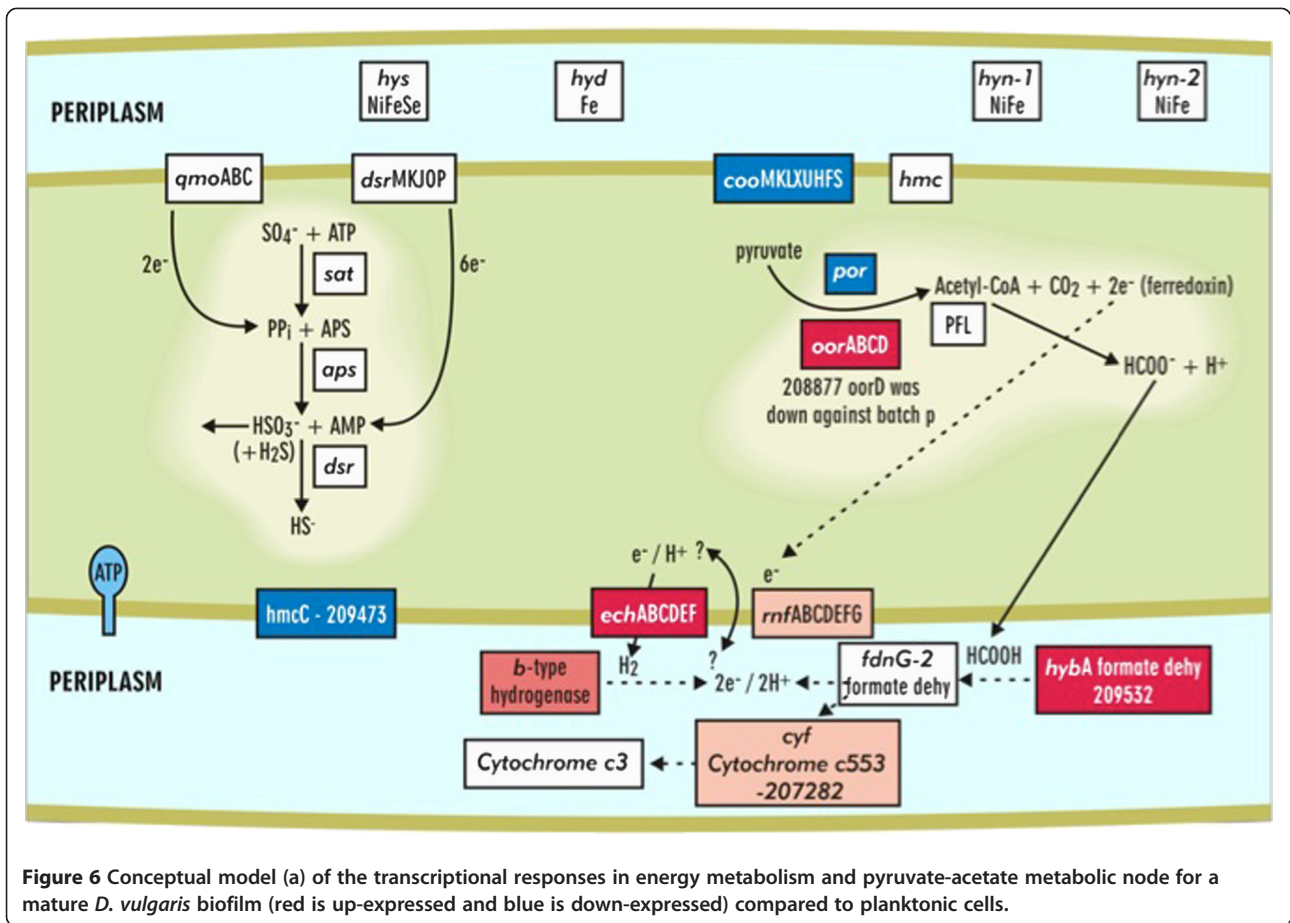 hys
NiFeSe
hyd
Fe
hyn-1
NiFe
hyn-2
NiFe
PERIPLASM
qmoABC
dsrMKJOP
cooMKLXUHFS
hmc
SO₄⁻ + ATP
2e⁻
sat
6e⁻
PPi + APS
aps
HSO₃⁻ + AMP
(+H2S)
dsr
HS⁻
pyruvate
por
Acetyl-CoA + CO₂ + 2e⁻ (ferredoxin)
PFL
oorABCD
HCOO⁻ + H⁺
208877 oorD was
down against batch p
e⁻ / H⁺ ?
e⁻
ATP
hmcC - 209473
echABCDEF
rnfABCDEFG
PERIPLASM
b-type
hydrogenase
H₂
?
2e⁻ / 2H⁺
fdnG-2
formate dehy
HCOOH
hybA formate dehy
209532
Cytochrome c3
cyf
Cytochrome c553
-207282
Figure 6 Conceptual model (a) of the transcriptional responses in energy metabolism and pyruvate-acetate metabolic node for a
mature D. vulgaris biofilm (red is up-expressed and blue is down-expressed) compared to planktonic cells.